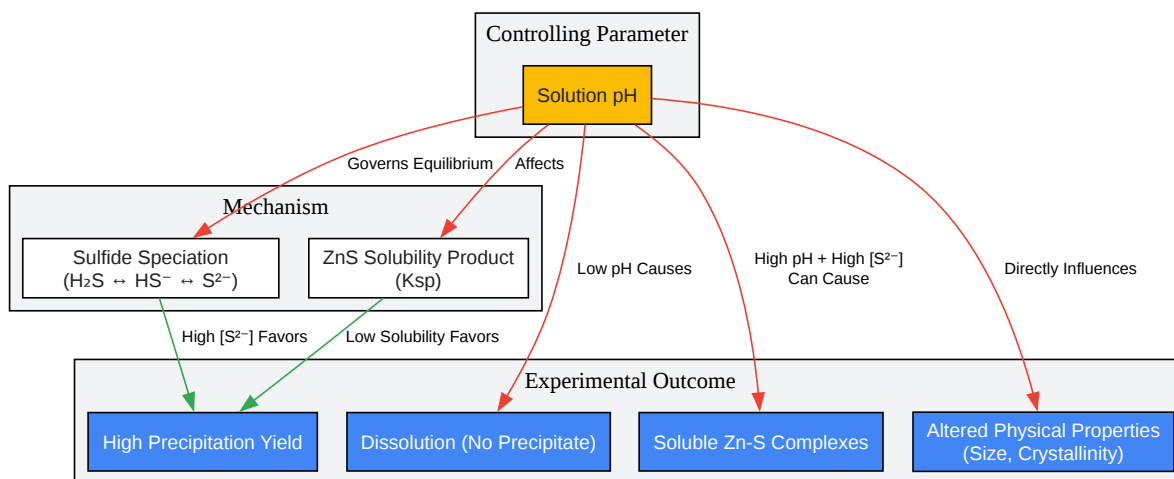 Controlling Parameter
Solution pH
Governs Equilibrium
Affects
Mechanism
Sulfide Speciation
(H₂S ↔ HS⁻ ↔ S²⁻)
ZnS Solubility Product
(Ksp)
Low pH Causes
High pH + High [S²⁻]
Can Cause
Directly Influences
High [S²⁻] Favors
Low Solubility Favors
Experimental Outcome
High Precipitation Yield
Dissolution (No Precipitate)
Soluble Zn-S Complexes
Altered Physical Properties
(Size, Crystallinity)